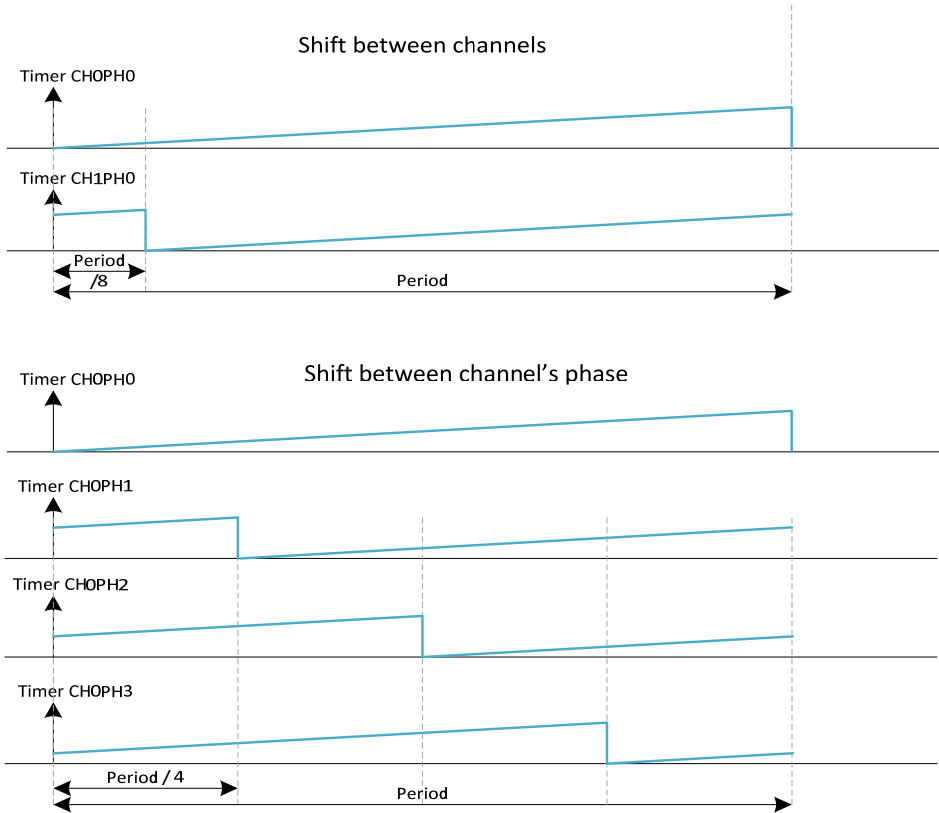 Shift between channels
Timer CH0PH0
Timer CH1PH0
Period
/8
Period
Shift between channel's phase
Timer CH0PH0
Timer CH0PH1
Timer CH0PH2
Timer CH0PH3
Period / 4
Period